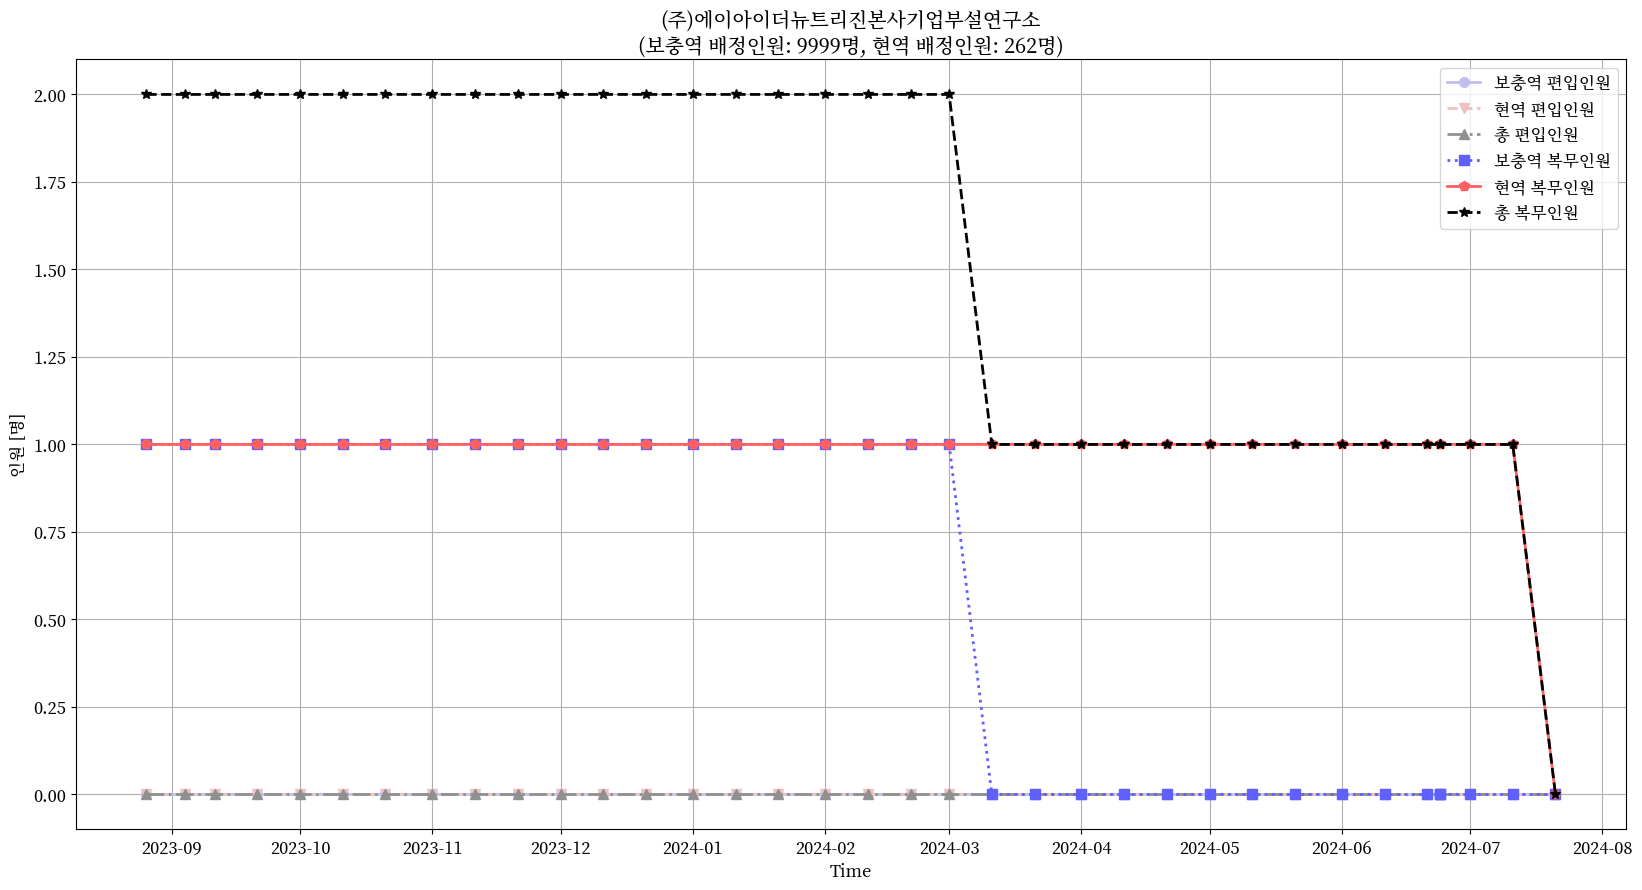 (주)에이아이더뉴트리진본사기업부설연구소
(보충역 배정인원: 9999명, 현역 배정인원: 262명)
보충역 편입인원
현역 편입인원
총 편입인원
보충역 복무인원
현역 복무인원
총 복무인원
2.00
1.75
1.50
1.25
1.00
0.75
0.50
0.25
0.00
인원 [명]
2023-09 2023-10 2023-11 2023-12 2024-01 2024-02 2024-03 2024-04 2024-05 2024-06 2024-07 2024-08
Time